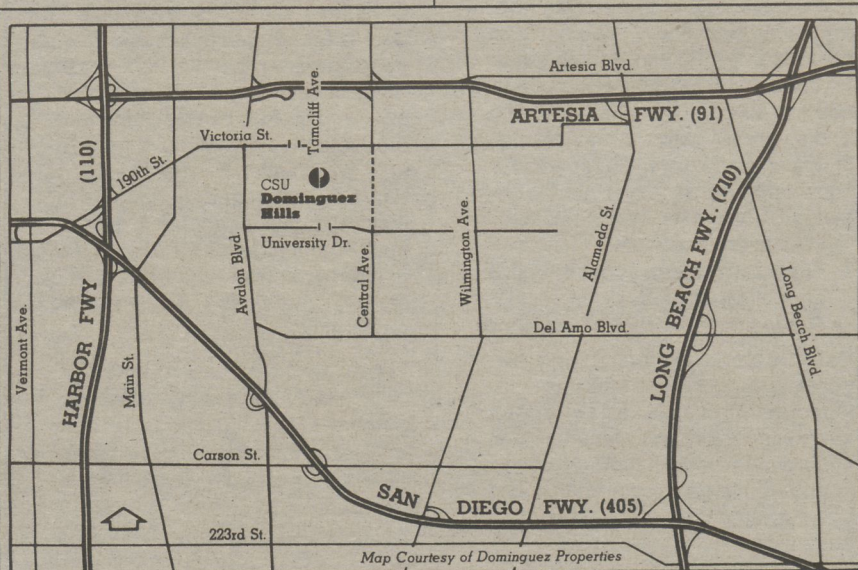 Artesia Blvd.
Tamcliff Ave.
ARTESIA FWY. (91)
Victoria St.
(110)
190th St.
CSU
Dominguez
Hills
University Dr.
Avalon Blvd.
Central Ave.
Wilmington Ave.
Alameda St.
LONG BEACH FWY. (710)
Long Beach Blvd.
Vermont Ave.
HARBOR FWY
Main St.
Del Amo Blvd.
Carson St.
SAN DIEGO FWY. (405)
223rd St.
Map Courtesy of Dominguez Properties